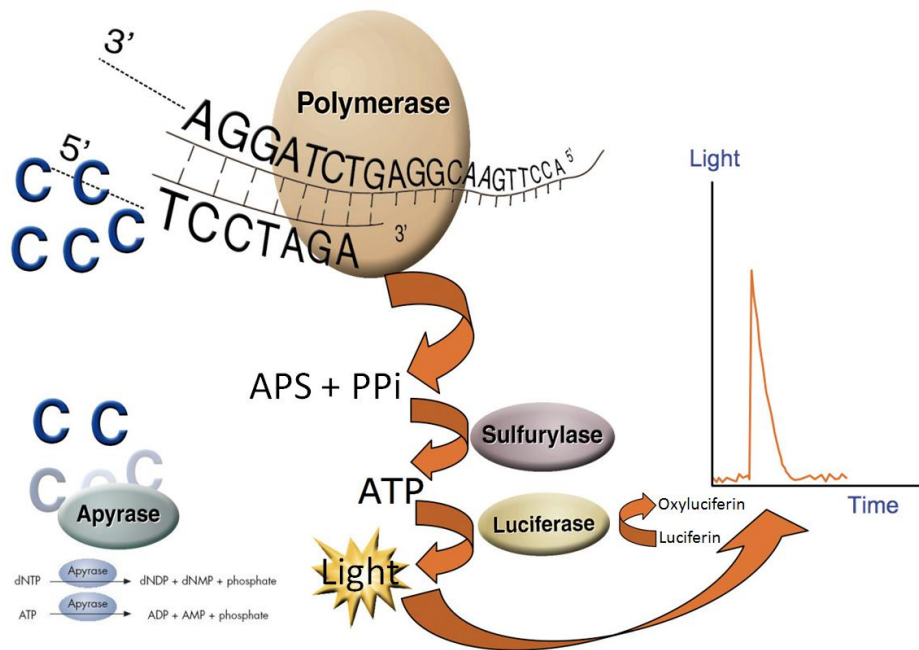 3’
Polymerase
AGGATCTGAGGCAAGTTCCA 5’
5’
C C
C C C
TCCTAGA 3’
Light
APS + PPi
Sulfurylase
C C
C C C
ATP
Apyrase
Luciferase
Oxyluciferin
Luciferin
Time
Light
Apyrase
dNTP dNDP + dNMP + phosphate
Apyrase
ATP ADP + AMP + phosphate